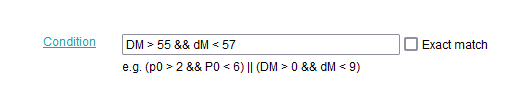 Condition DM > 55 && dM < 57 Exact match
e.g. (p0 > 2 && P0 < 6) || (DM > 0 && dM < 9)